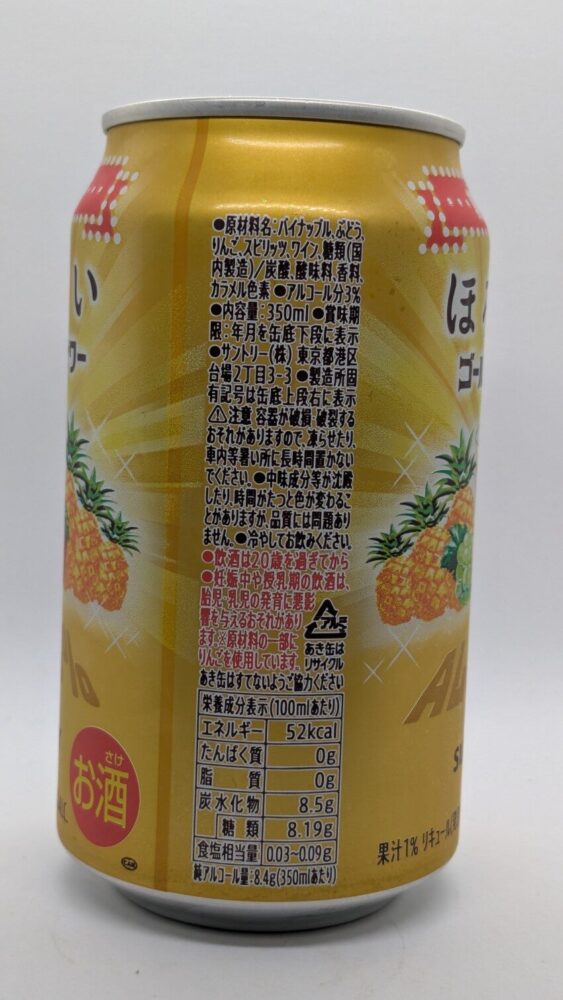 ●原材料名:パイナップル、ぶどう、
りんご、スピリッツ、ワイン、糖類(国
内製造)/炭酸、酸味料、香料、
カラメル色素 ●アルコール分3%
●内容量:350ml ●賞味期
限:年月を缶底下段に表示
●サントリー(株) 東京都港区
台場2丁目3-3 ●製造所固
有記号は缶底上段右に表示
⚠注意 容器が破損・破裂する
おそれがありますので、凍らせたり、
車内等暑い所に長時間置かない
でください。●中味成分等が沈殿
したり、時間がたつと色が変わるこ
とがありますが、品質には問題あり
ません。●冷やしてお飲みください。
●飲酒は20歳を過ぎてから
●妊娠中や授乳期の飲酒は、
胎児・乳児の発育に悪影
響を与えるおそれがあり
ます ※原材料の一部に
りんごを使用しています。
アルミ
あき缶は
リサイクル
あき缶はすてないようご協力ください
栄養成分表示(100mlあたり)
エネルギー 52kcal
たんぱく質 0g
脂質 0g
炭水化物 8.5g
糖類 8.19g
食塩相当量 0.03~0.09g
純アルコール量:8.4g(350mlあたり)
い
ワー
さけ
お酒
ほ
ゴー
果汁1% リキュール